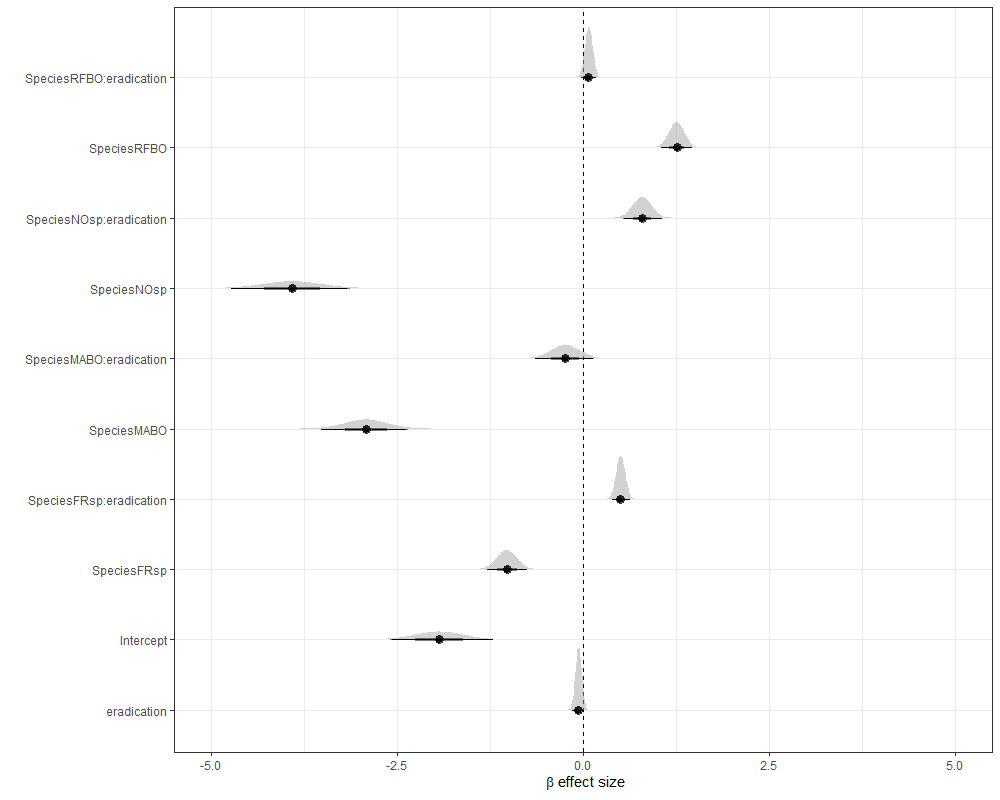 SpeciesRFBO:eradication
SpeciesRFBO
SpeciesNOsp:eradication
SpeciesNOsp
SpeciesMABO:eradication
SpeciesMABO
SpeciesFRsp:eradication
SpeciesFRsp
Intercept
eradication
-5.0 -2.5 0.0 2.5 5.0
β effect size